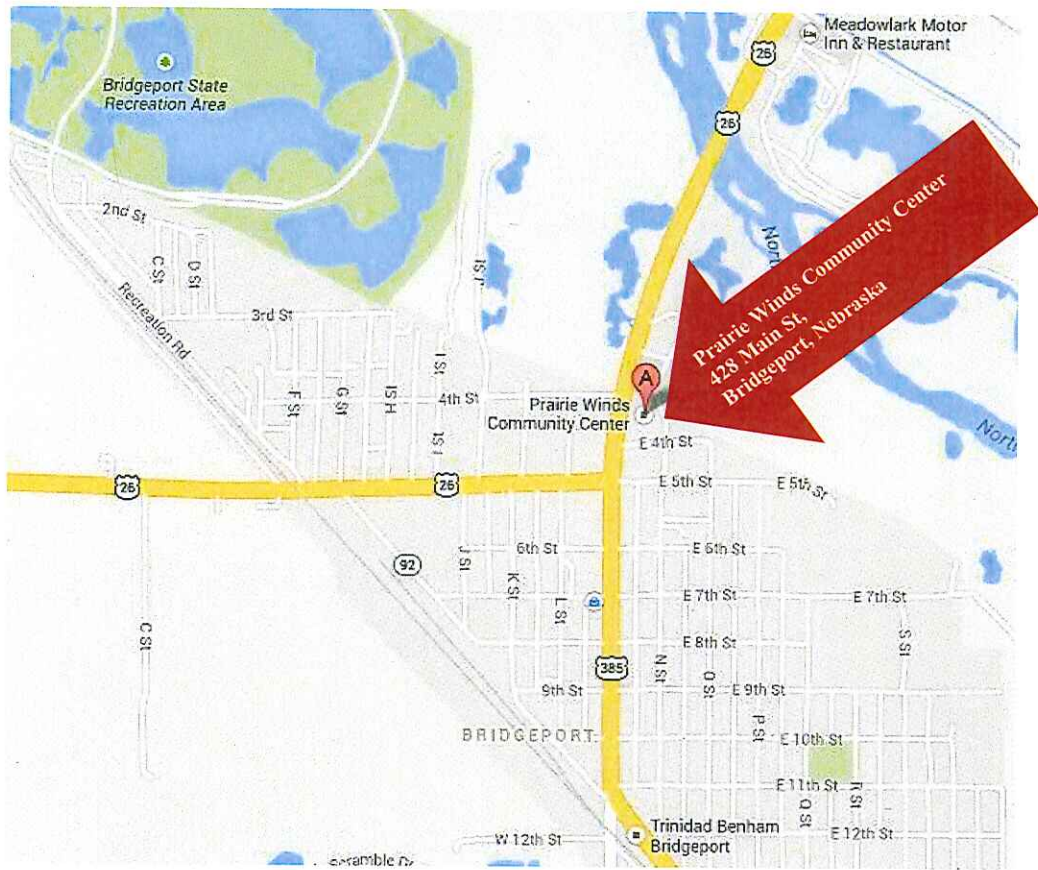 Meadowlark Motor
Inn & Restaurant
26
Bridgeport State
Recreation Area
26
2nd St
C St
D St
Recreation Rd
3rd St
I St
F St
G St
H St
4th St
Prairie Winds
Community Center
A
Prairie Winds Community Center
428 Main St,
Bridgeport, Nebraska
E 4th St
26
26
E 5th St
E 5th St
92
J St
6th St
E 6th St
K St
L St
E 7th St
E 7th St
C St
E 8th St
S St
385
N St
O St
9th St
E 9th St
P St
BRIDGEPORT
E 10th St
E 11th St
Q St
R St
W 12th St
Trinidad Benham
Bridgeport
E 12th St